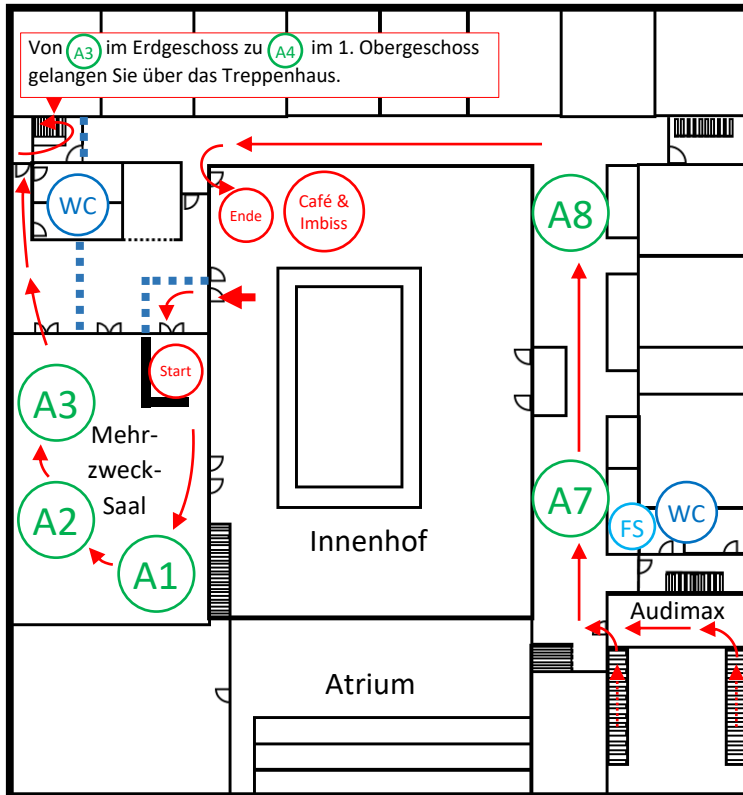 Von A3 im Erdgeschoss zu A4 im 1. Obergeschoss
gelangen Sie über das Treppenhaus.
WC
Ende
Café &
Imbiss
A8
Start
A3
Mehr-
zweck-
Saal
A2
A1
Innenhof
A7
FS
WC
Audimax
Atrium